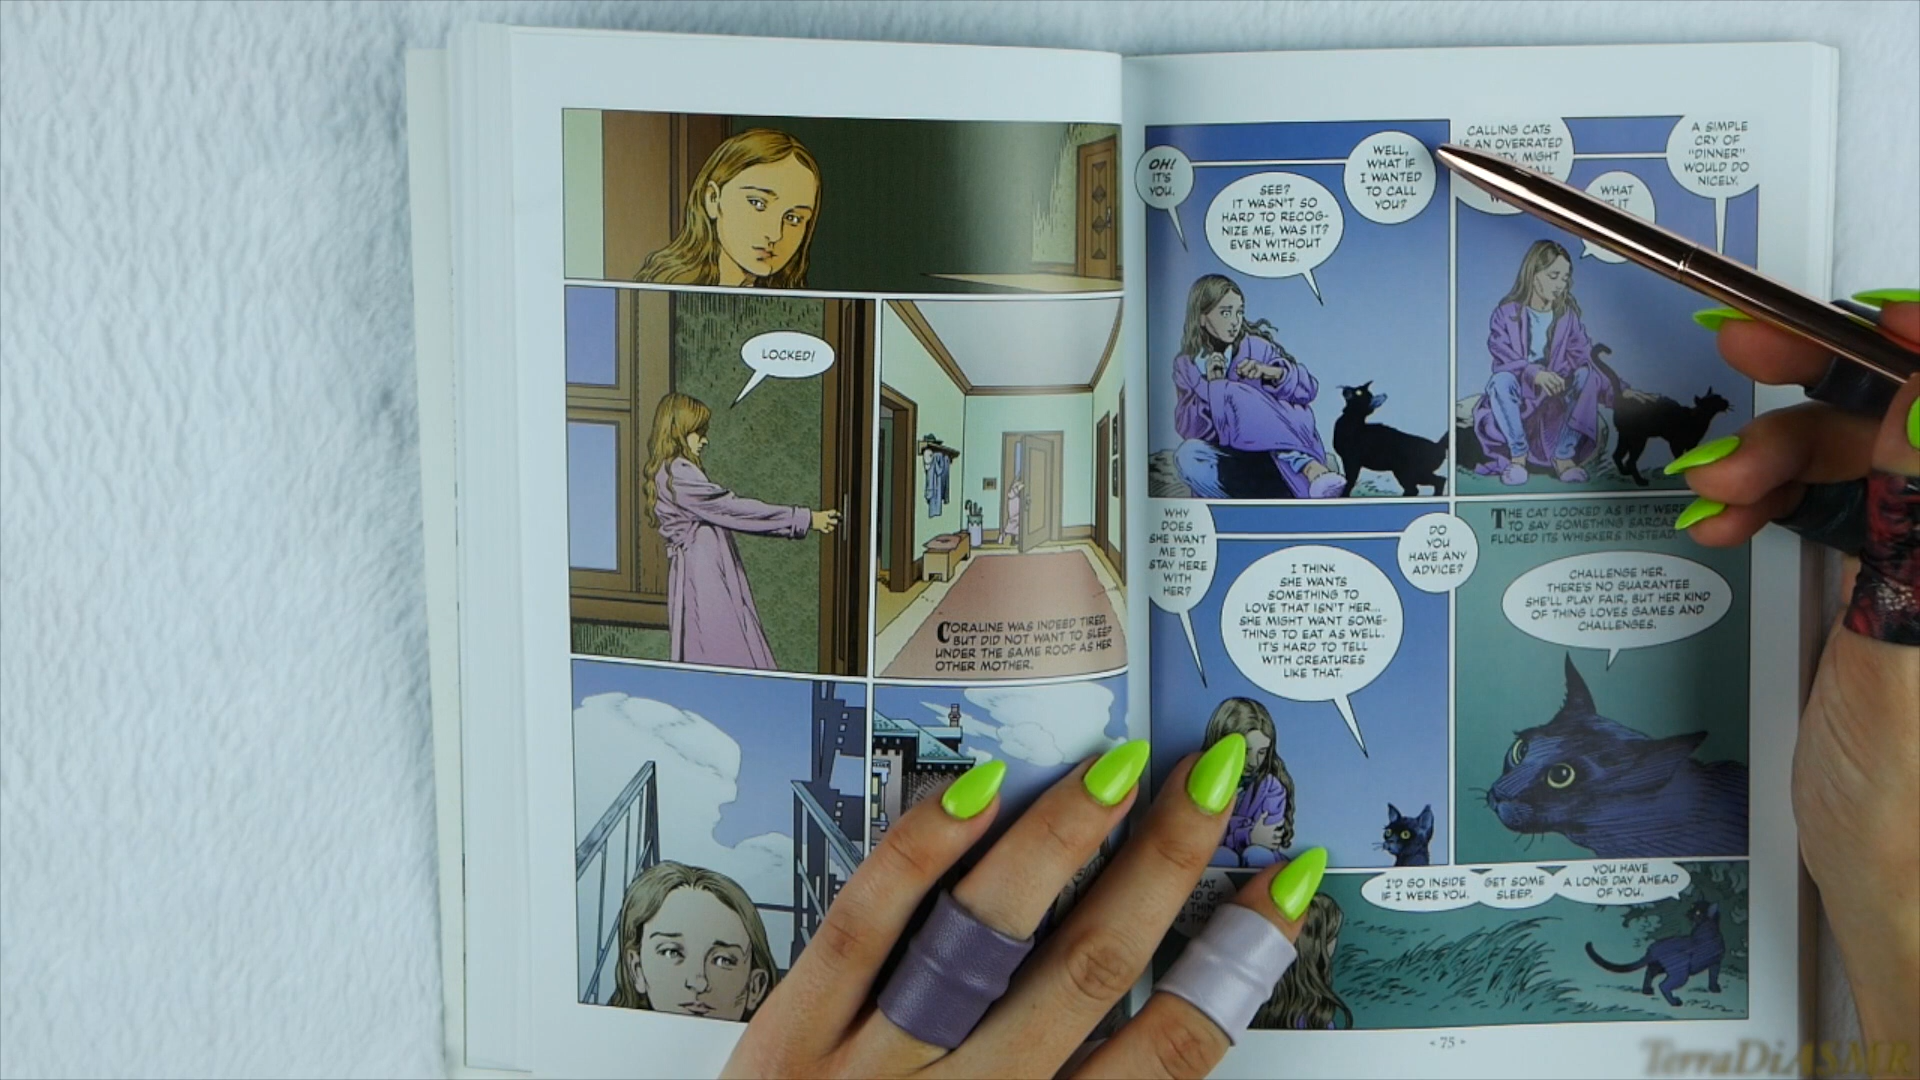 LOCKED!
CORALINE WAS INDEED TIRED,
BUT DID NOT WANT TO SLEEP
UNDER THE SAME ROOF AS HER
OTHER MOTHER.
OH!
IT'S
YOU.
SEE?
IT WASN'T SO
HARD TO RECOG-
NIZE ME, WAS IT?
EVEN WITHOUT
NAMES.
WELL,
WHAT IF
I WANTED
TO CALL
YOU?
CALLING CATS
IS AN OVERRATED
MIGHT
WHAT
IT
A SIMPLE
CRY OF
"DINNER"
WOULD DO
NICELY.
WHY
DOES
SHE WANT
ME TO
STAY HERE
WITH
HER?
I THINK
SHE WANTS
SOMETHING TO
LOVE THAT ISN'T HER...
SHE MIGHT WANT SOME-
THING TO EAT AS WELL.
IT'S HARD TO TELL
WITH CREATURES
LIKE THAT.
DO
YOU
HAVE ANY
ADVICE?
THE CAT LOOKED AS IF IT WERE
TO SAY SOMETHING
FLICKED ITS WHISKERS INSTEAD.
CHALLENGE HER.
THERE'S NO GUARANTEE
SHE'LL PLAY FAIR, BUT HER KIND
OF THING LOVES GAMES AND
CHALLENGES.
I'D GO INSIDE
IF I WERE YOU.
GET SOME
SLEEP.
YOU HAVE
A LONG DAY AHEAD
OF YOU.
- 75 -
TerraDiASMR